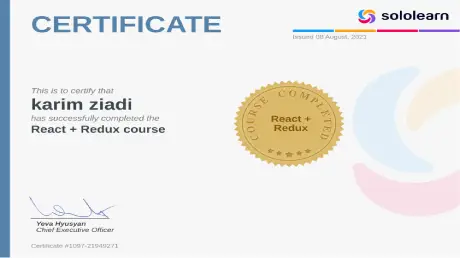 CERTIFICATE
sololearn
Issued 08 August, 2021
This is to certify that
karim ziadi
has successfully completed the
React + Redux course
COURSE COMPLETED
React +
Redux
Yeva Hyusyan
Chief Executive Officer
Certificate #1097-21949271